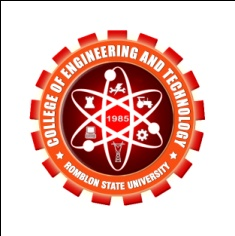 COLLEGE OF ENGINEERING AND TECHNOLOGY
1985
ROMBLON STATE UNIVERSITY